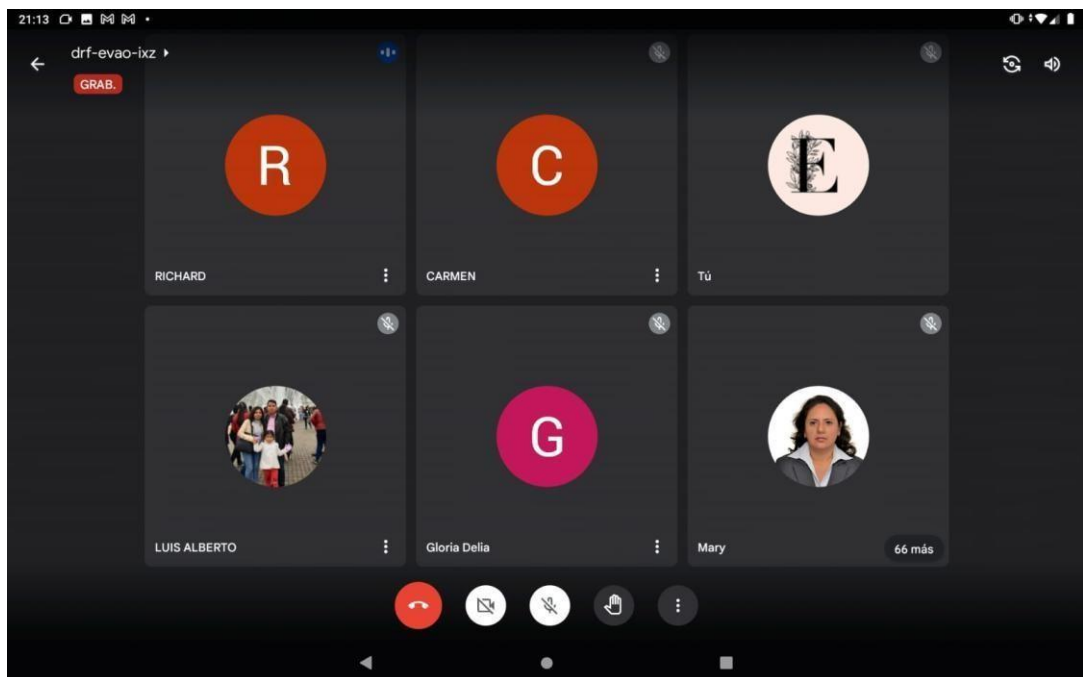 21:13
drf-evao-ixz
GRAB.
R
C
E
RICHARD
CARMEN
Tú
G
LUIS ALBERTO
Gloria Delia
Mary
66 más